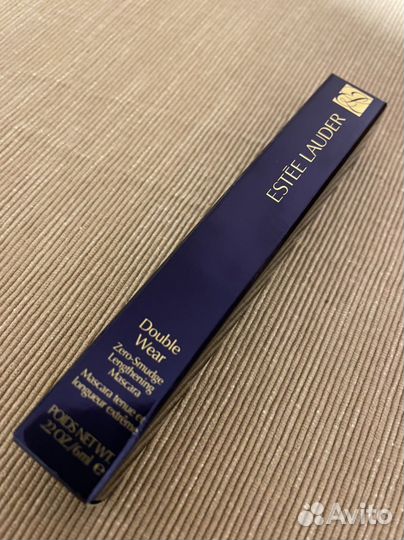 ESTĒE LAUDER
Double
Wear
Zero-Smudge
Lengthening
Mascara
Mascara tenue et
longueur extrême
POIDS NET WT.
.22 OZ./6ml e
Avito